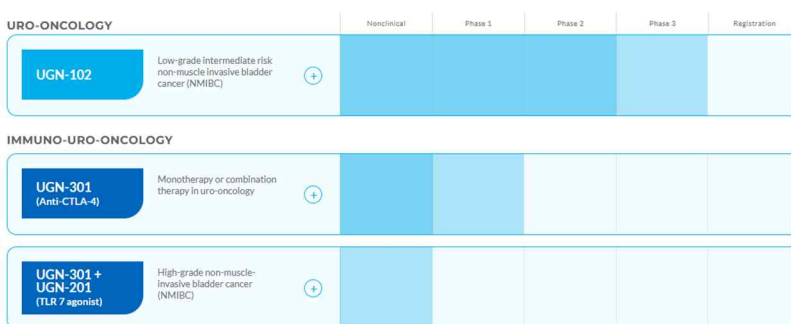 URO-ONCOLOGY
Nonclinical
Phase 1
Phase 2
Phase 3
Registration
UGN-102
Low-grade intermediate risk
non-muscle invasive bladder
cancer (NMIBC)
+
IMMUNO-URO-ONCOLOGY
UGN-301
(Anti-CTLA-4)
Monotherapy or combination
therapy in uro-oncology
+
UGN-301 +
UGN-201
(TLR 7 agonist)
High-grade non-muscle-
invasive bladder cancer
(NMIBC)
+